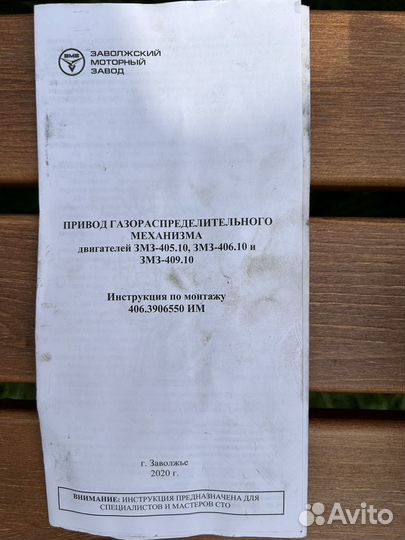 ЗМЗ
ЗАВОЛЖСКИЙ
МОТОРНЫЙ
ЗАВОД
ПРИВОД ГАЗОРАСПРЕДЕЛИТЕЛЬНОГО
МЕХАНИЗМА
двигателей ЗМЗ-405.10, ЗМЗ-406.10 и
ЗМЗ-409.10
Инструкция по монтажу
406.3906550 ИМ
г. Заволжье
2020 г.
ВНИМАНИЕ: ИНСТРУКЦИЯ ПРЕДНАЗНАЧЕНА ДЛЯ
СПЕЦИАЛИСТОВ И МАСТЕРОВ СТО
Avito